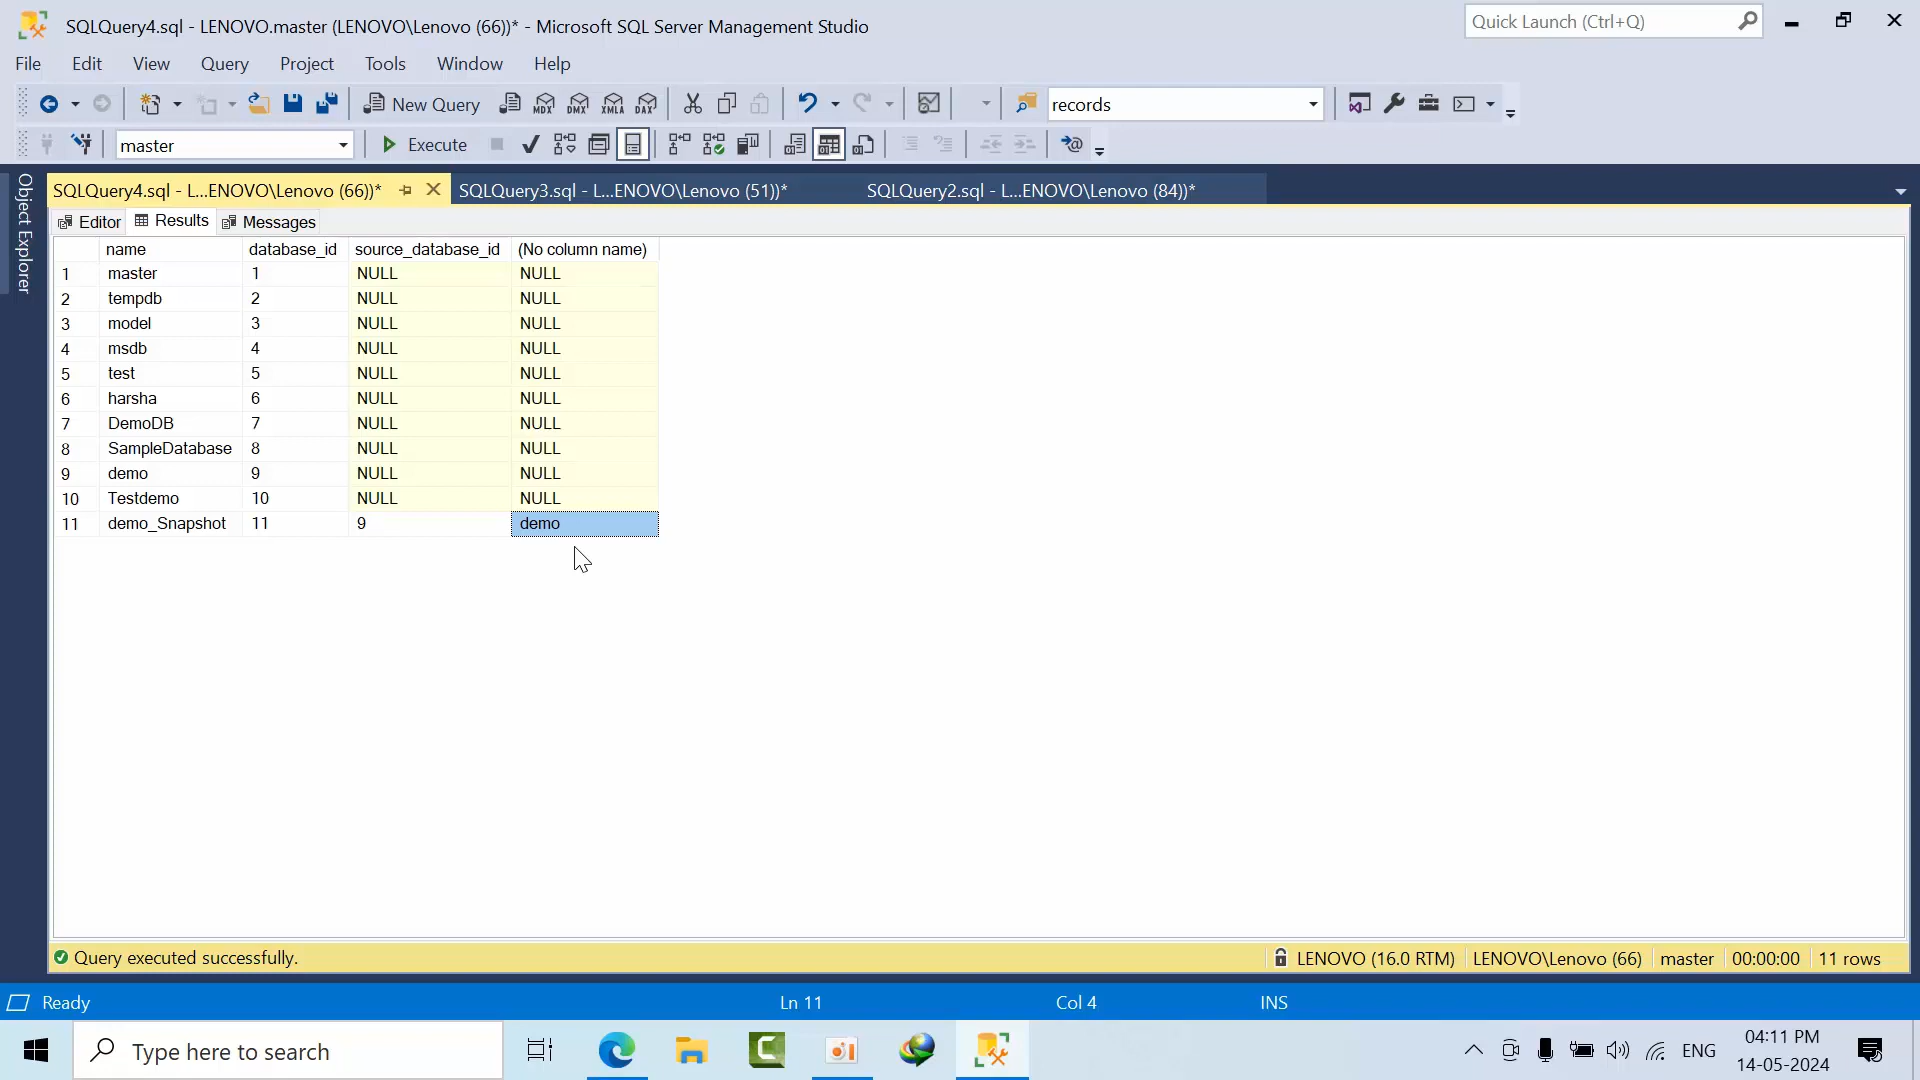 SQLQuery4.sql - LENOVO.master (LENOVO\Lenovo (66))* - Microsoft SQL Server Management Studio
Quick Launch (Ctrl+Q)
File Edit View Query Project Tools Window Help
New Query MDX DMX XMLA DAX records
master Execute
Object Explorer
SQLQuery4.sql - L...ENOVO\Lenovo (66))* SQLQuery3.sql - L...ENOVO\Lenovo (51))* SQLQuery2.sql - L...ENOVO\Lenovo (84))*
Editor Results Messages
name database_id source_database_id (No column name)
1 master 1 NULL NULL
2 tempdb 2 NULL NULL
3 model 3 NULL NULL
4 msdb 4 NULL NULL
5 test 5 NULL NULL
6 harsha 6 NULL NULL
7 DemoDB 7 NULL NULL
8 SampleDatabase 8 NULL NULL
9 demo 9 NULL NULL
10 Testdemo 10 NULL NULL
11 demo_Snapshot 11 9 demo
Query executed successfully. LENOVO (16.0 RTM) LENOVO\Lenovo (66) master 00:00:00 11 rows
Ready Ln 11 Col 4 INS
Type here to search
ENG
04:11 PM
14-05-2024